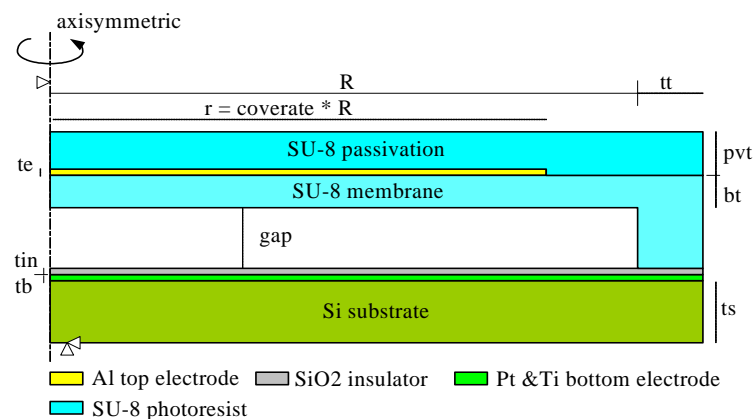 axisymmetric
R
tt
r = coverate * R
SU-8 passivation
pvt
te
SU-8 membrane
bt
gap
tin
tb
Si substrate
ts
Al top electrode
SiO2 insulator
Pt &Ti bottom electrode
SU-8 photoresist